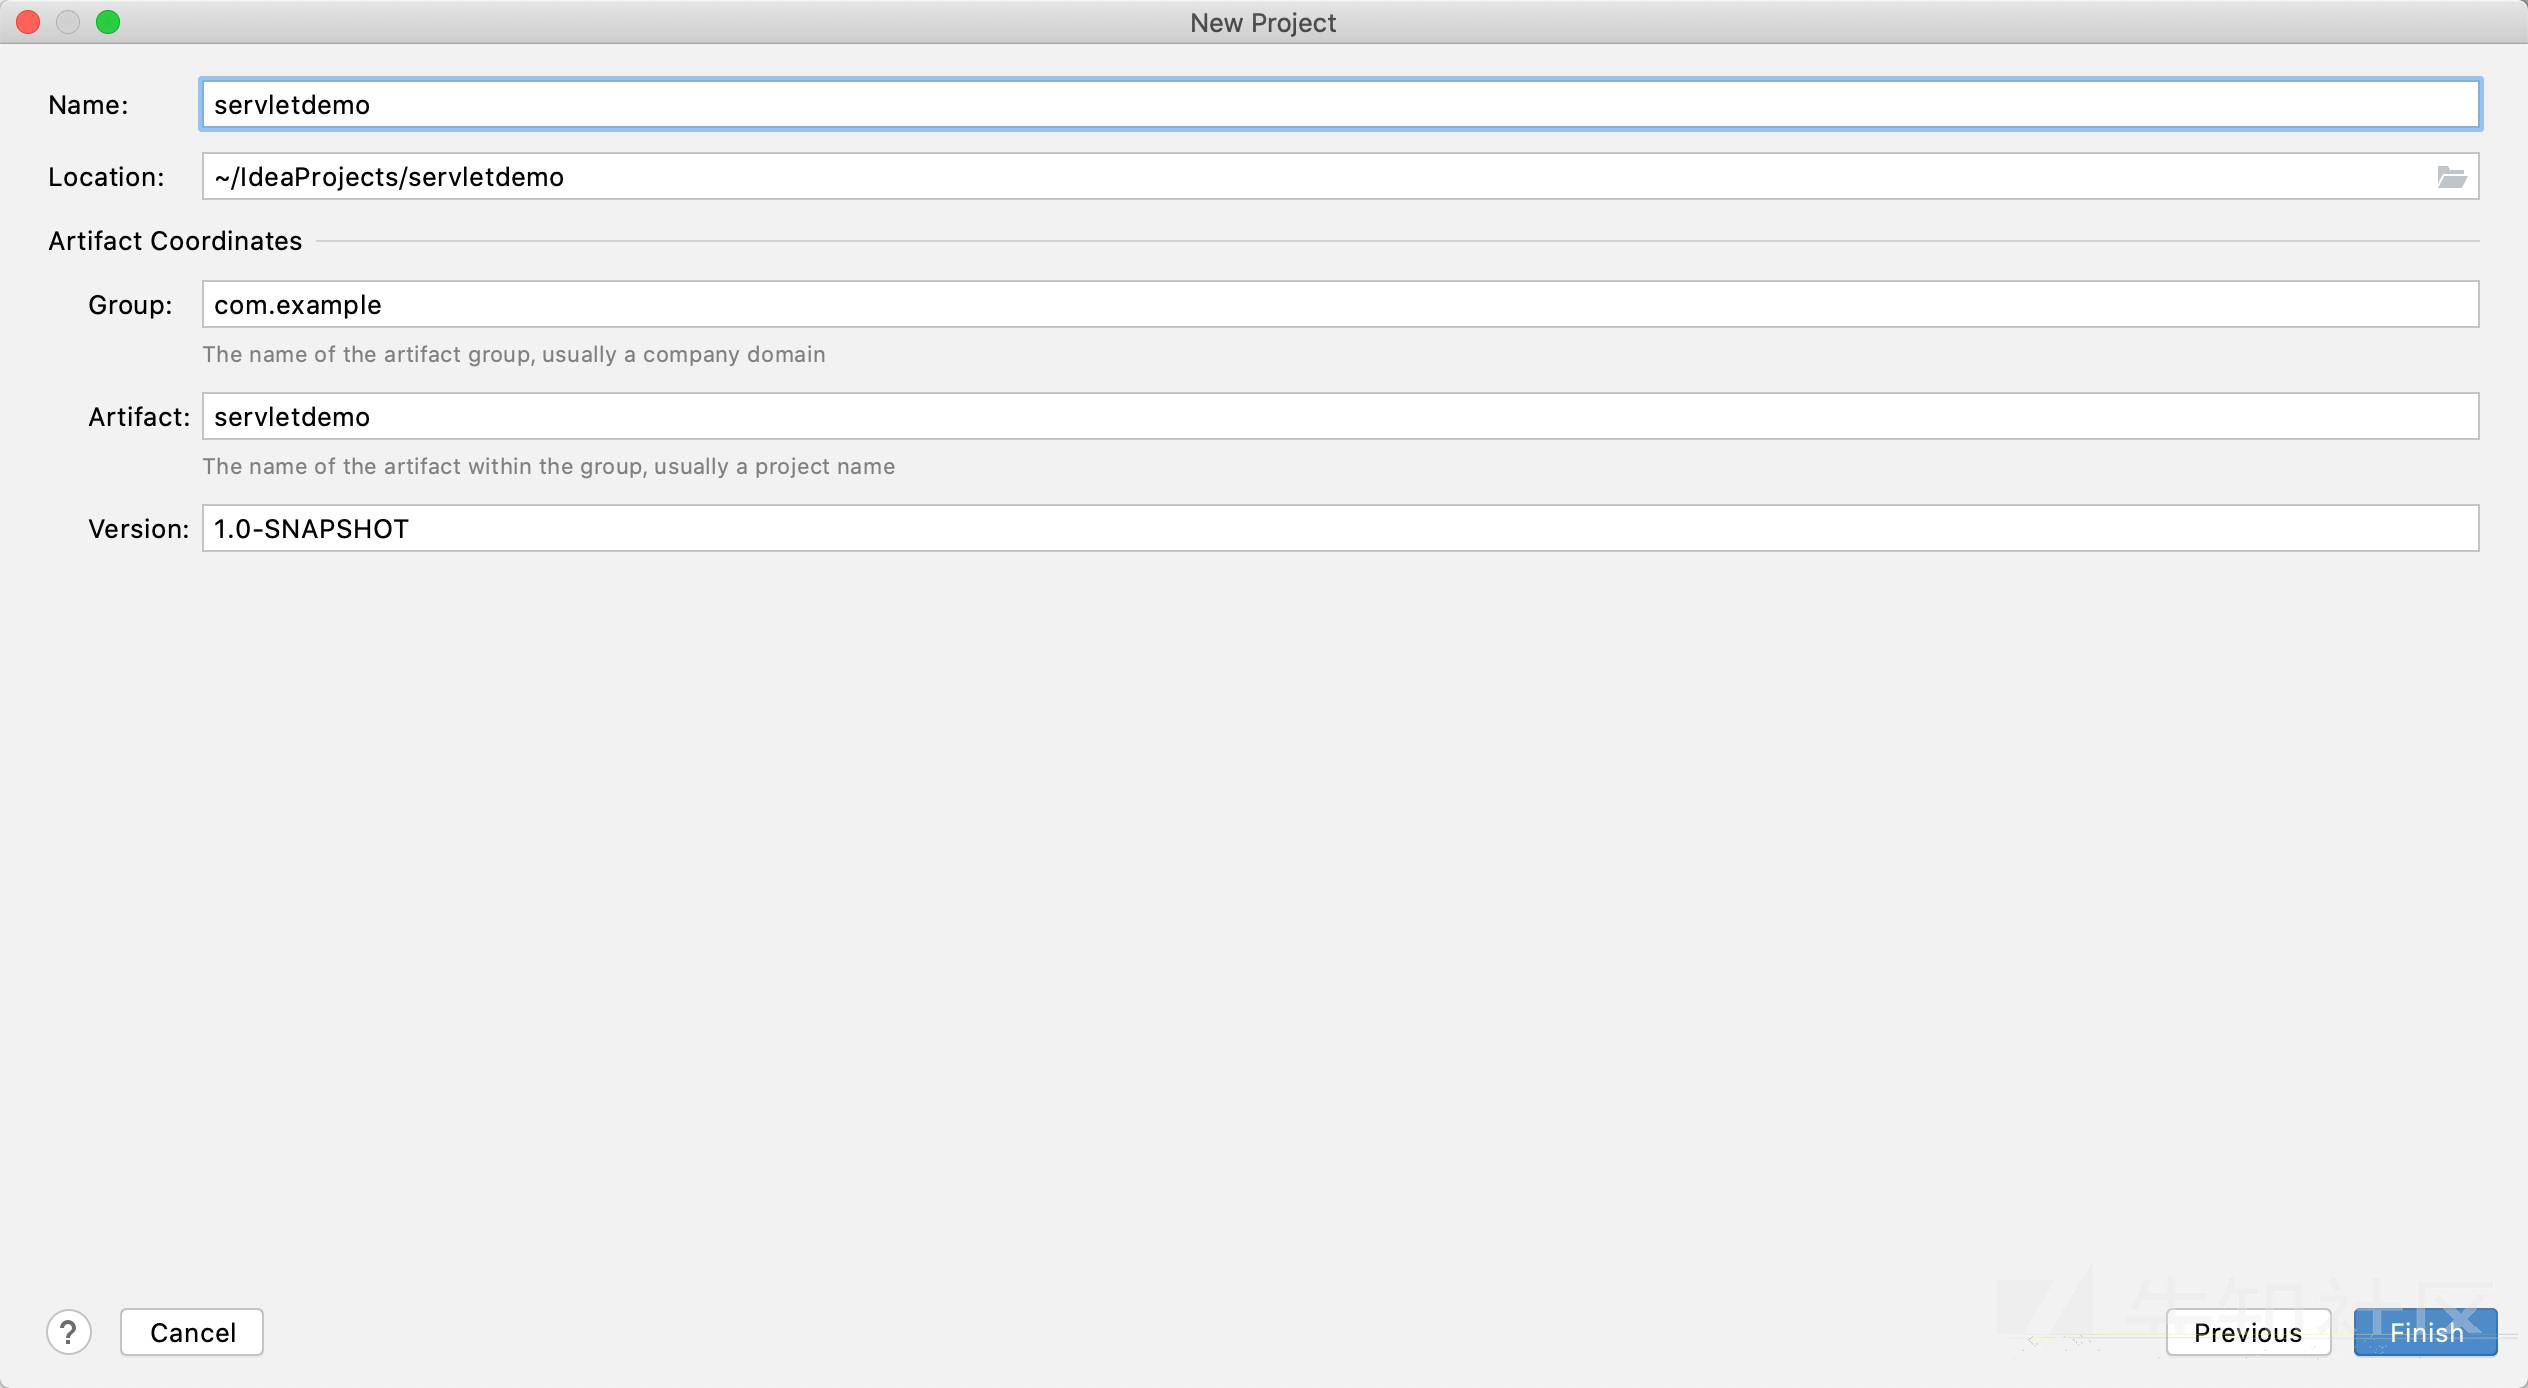 New Project
Name: servletdemo
Location: ~/IdeaProjects/servletdemo
Artifact Coordinates
Group: com.example
The name of the artifact group, usually a company domain
Artifact: servletdemo
The name of the artifact within the group, usually a project name
Version: 1.0-SNAPSHOT
先知社区
? Cancel Previous Finish